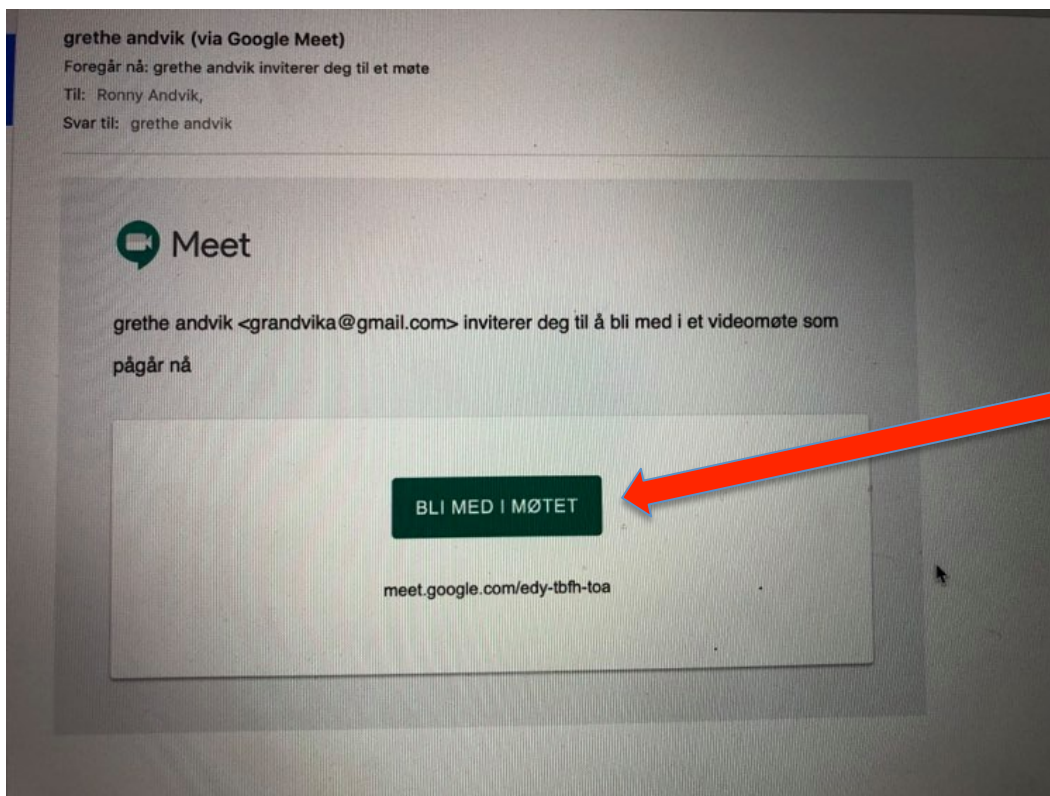 grethe andvik (via Google Meet)
Foregår nå: grethe andvik inviterer deg til et møte
Til: Ronny Andvik,
Svar til: grethe andvik
Meet
grethe andvik <grandvika@gmail.com> inviterer deg til å bli med i et videomøte som
pågår nå
BLI MED I MØTET
meet.google.com/edy-tbfh-toa